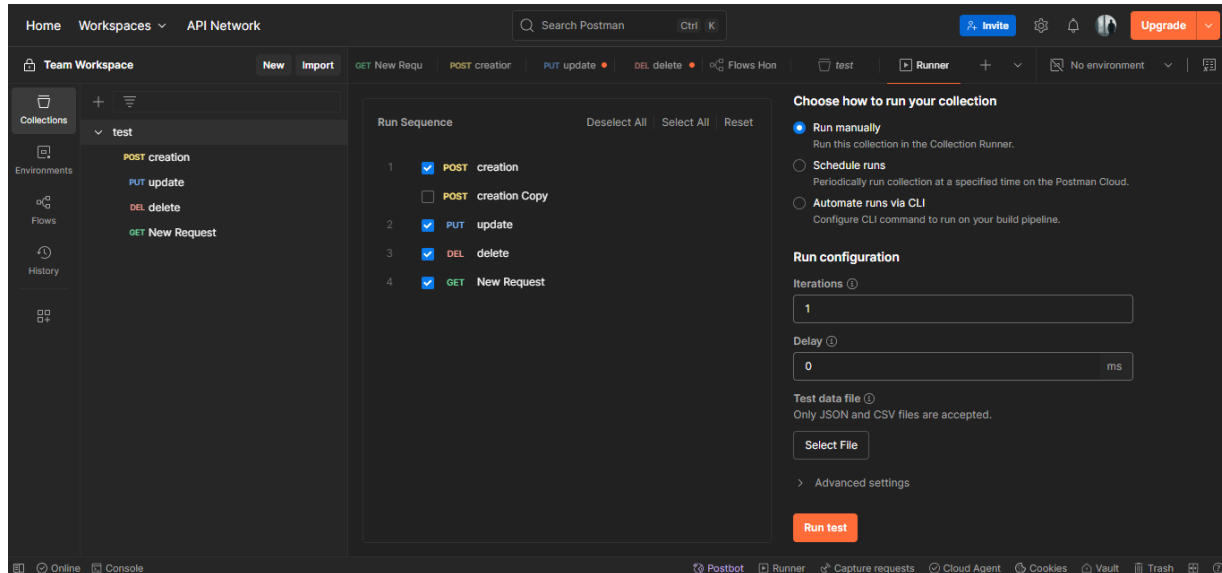 Home Workspaces API Network Search Postman Ctrl K Invite Upgrade
Team Workspace New Import GET New Requ POST creation PUT update DEL delete Flows Hon test Runner No environment
Collections
Environments
Flows
History
test
POST creation
PUT update
DEL delete
GET New Request
Run Sequence Deselect All Select All Reset
1 POST creation
POST creation Copy
2 PUT update
3 DEL delete
4 GET New Request
Choose how to run your collection
Run manually
Run this collection in the Collection Runner.
Schedule runs
Periodically run collection at a specified time on the Postman Cloud.
Automate runs via CLI
Configure CLI command to run on your build pipeline.
Run configuration
Iterations
1
Delay
0 ms
Test data file
Only JSON and CSV files are accepted.
Select File
Advanced settings
Run test
Online Console Postbot Runner Capture requests Cloud Agent Cookies Vault Trash